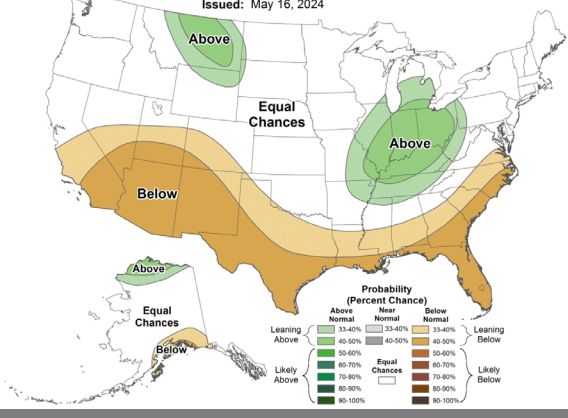 Issued: May 16, 2024
Above
Equal
Chances
Above
Below
Above
Equal
Chances
Below
Probability
(Percent Chance)
Above
Normal
Near
Normal
Below
Normal
Leaning
Above
33-40%
40-50%
33-40%
40-50%
33-40%
40-50%
Leaning
Below
Likely
Above
50-60%
60-70%
70-80%
80-90%
90-100%
Equal
Chances
50-60%
60-70%
70-80%
80-90%
90-100%
Likely
Below